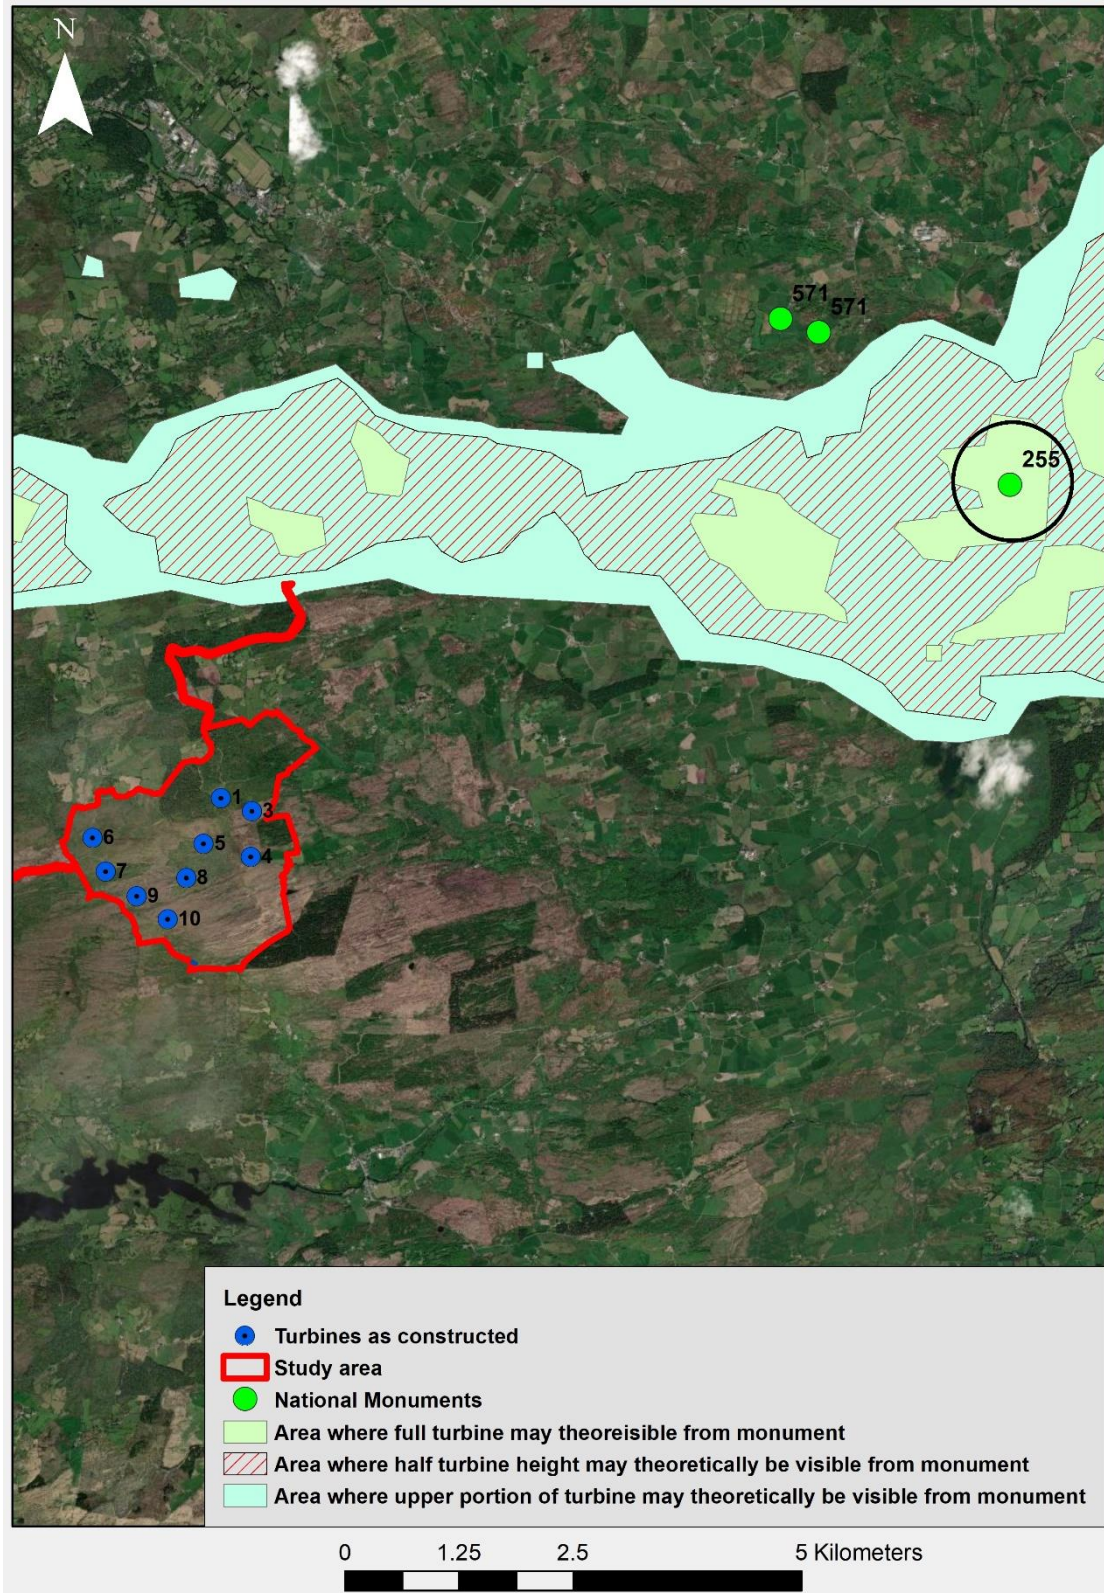 N
571
571
255
1
3
6
5
4
7
8
9
10
Legend
Turbines as constructed
Study area
National Monuments
Area where full turbine may theoreisible from monument
Area where half turbine height may theoretically be visible from monument
Area where upper portion of turbine may theoretically be visible from monument
0 1.25 2.5 5 Kilometers